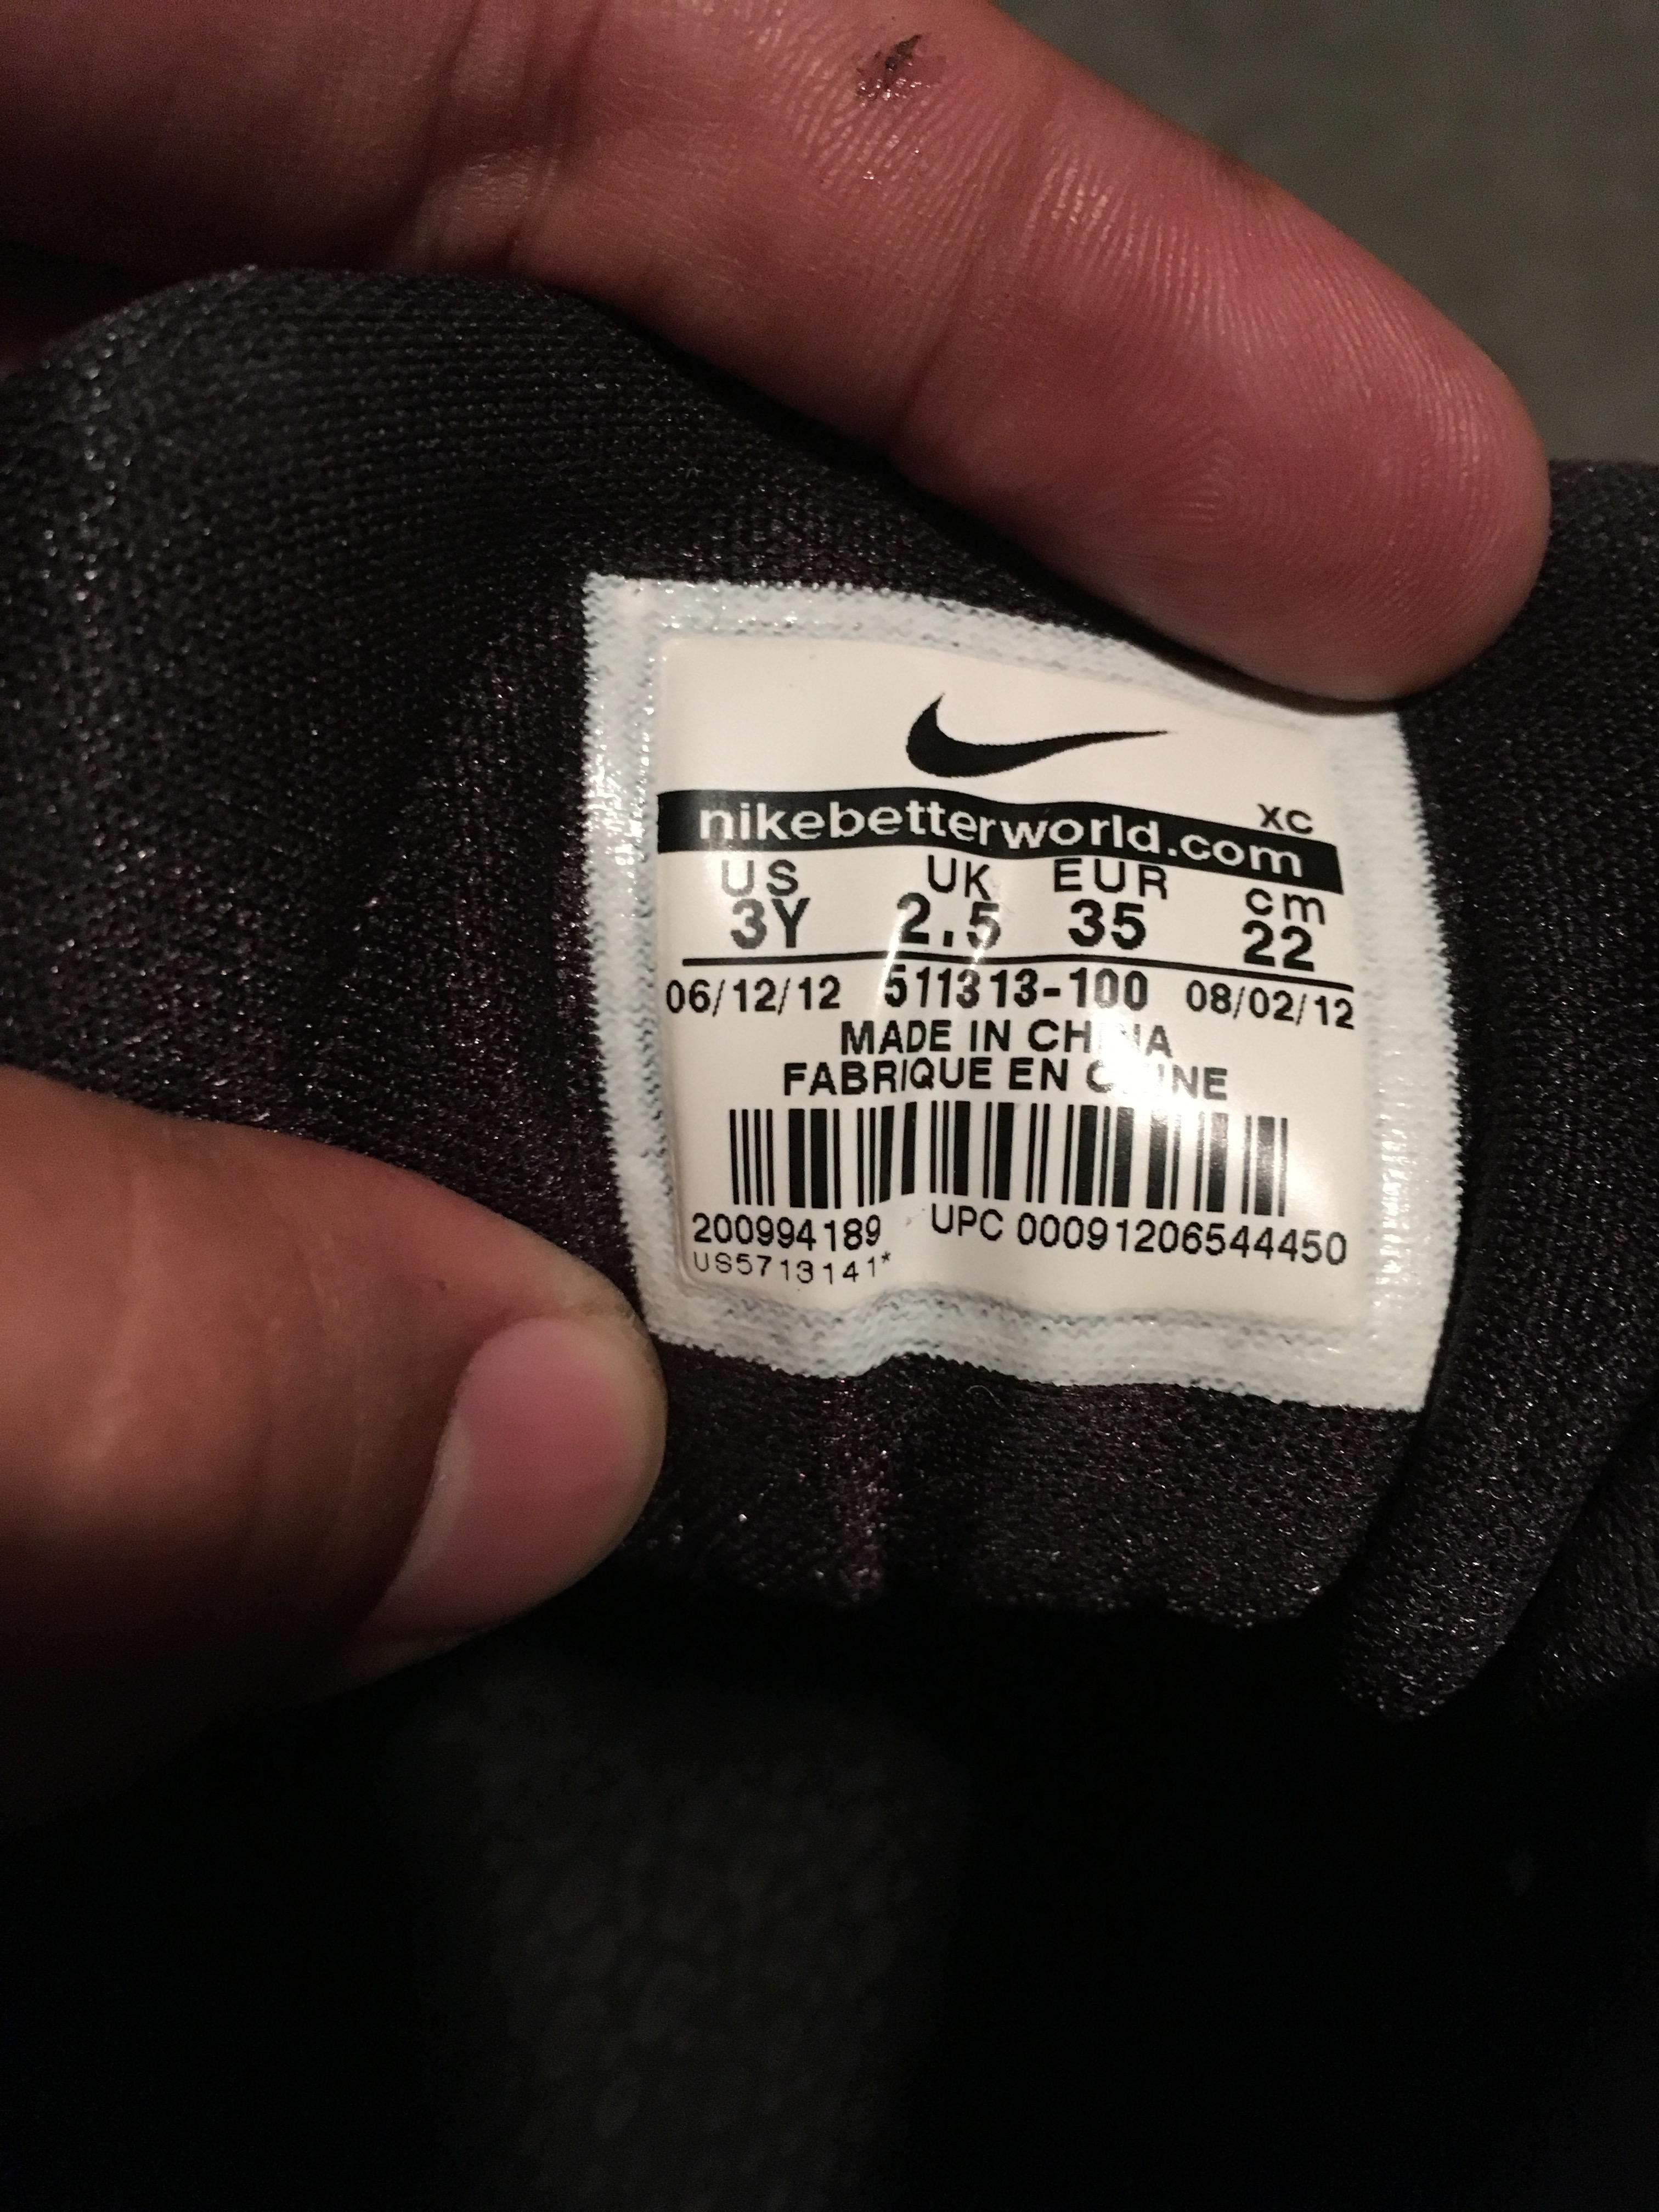 XC
nikebetterworld.com
US UK EUR cm
3Y 2.5 35 22
06/12/12 511313-100 08/02/12
MADE IN CHINA
FABRIQUE EN CHINE
200994189 UPC 00091206544450
US5713141*